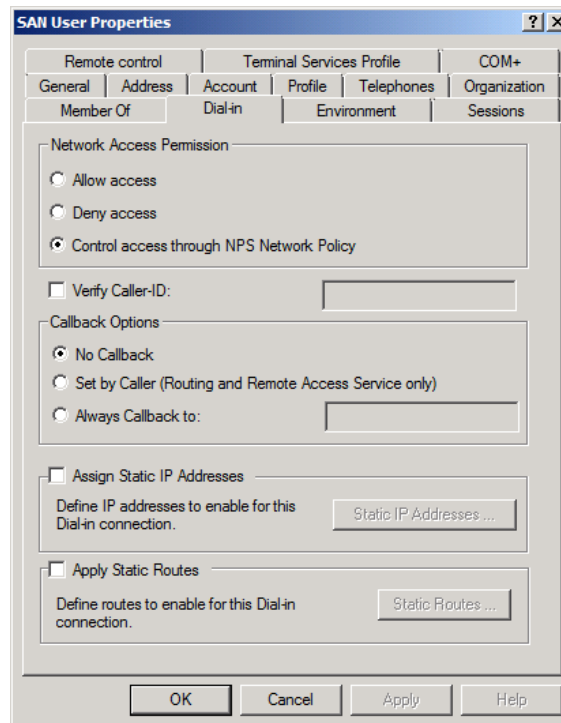 SAN User Properties
Remote control Terminal Services Profile COM+
General Address Account Profile Telephones Organization
Member Of Dial-in Environment Sessions
Network Access Permission
Allow access
Deny access
Control access through NPS Network Policy
Verify Caller-ID:
Callback Options
No Callback
Set by Caller (Routing and Remote Access Service only)
Always Callback to:
Assign Static IP Addresses
Define IP addresses to enable for this
Dial-in connection.
Static IP Addresses ...
Apply Static Routes
Define routes to enable for this Dial-in
connection.
Static Routes ...
OK Cancel Apply Help